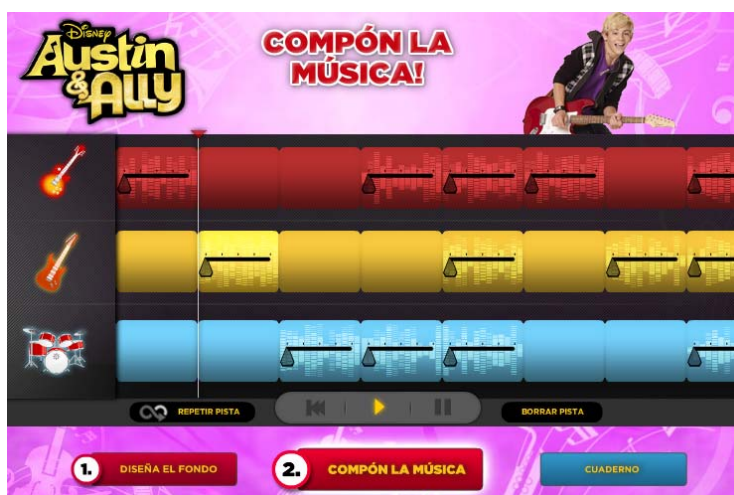 Disney
Austin
& Ally
COMPÓN LA
MÚSICA!
REPETIR PISTA
BORRAR PISTA
1. DISEÑA EL FONDO
2. COMPÓN LA MÚSICA
CUADERNO